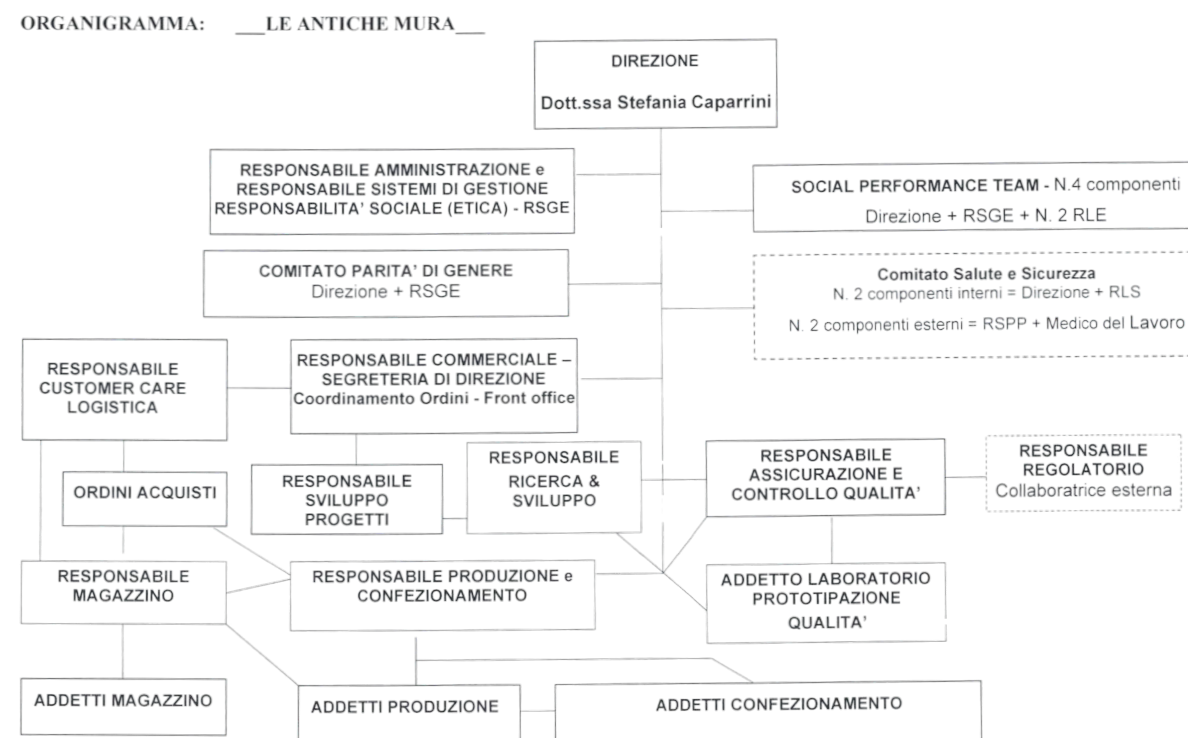 ORGANIGRAMMA: ___LE ANTICHE MURA___
DIREZIONE
Dott.ssa Stefania Caparrini
RESPONSABILE AMMINISTRAZIONE e
RESPONSABILE SISTEMI DI GESTIONE
RESPONSABILITA' SOCIALE (ETICA) - RSGE
SOCIAL PERFORMANCE TEAM - N.4 componenti
Direzione + RSGE + N. 2 RLE
COMITATO PARITA' DI GENERE
Direzione + RSGE
Comitato Salute e Sicurezza
N. 2 componenti interni = Direzione + RLS
N. 2 componenti esterni = RSPP + Medico del Lavoro
RESPONSABILE
CUSTOMER CARE
LOGISTICA
RESPONSABILE COMMERCIALE –
SEGRETERIA DI DIREZIONE
Coordinamento Ordini - Front office
ORDINI ACQUISTI
RESPONSABILE
SVILUPPO
PROGETTI
RESPONSABILE
RICERCA &
SVILUPPO
RESPONSABILE
ASSICURAZIONE E
CONTROLLO QUALITA'
RESPONSABILE
REGOLATORIO
Collaboratrice esterna
RESPONSABILE
MAGAZZINO
RESPONSABILE PRODUZIONE e
CONFEZIONAMENTO
ADDETTO LABORATORIO
PROTOTIPAZIONE
QUALITA'
ADDETTI MAGAZZINO
ADDETTI PRODUZIONE
ADDETTI CONFEZIONAMENTO